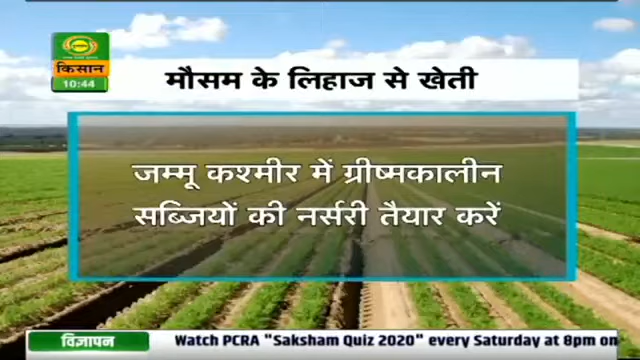 किसान
10:44
मौसम के लिहाज से खेती
जम्मू कश्मीर में ग्रीष्मकालीन
सब्जियों की नर्सरी तैयार करें
विज्ञापन
Watch PCRA "Saksham Quiz 2020" every Saturday at 8pm on